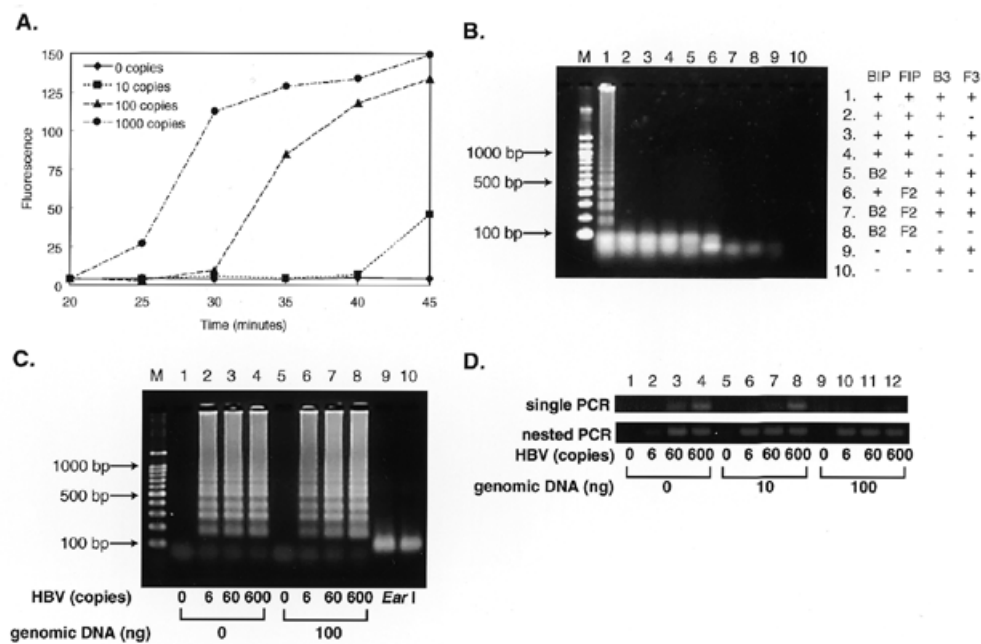 A.
150
125
100
75
50
25
0
Fluorescence
0 copies
10 copies
100 copies
1000 copies
20 25 30 35 40 45
Time (minutes)
B.
M 1 2 3 4 5 6 7 8 9 10
1000 bp
500 bp
100 bp
BIP FIP B3 F3
1. + + + +
2. + + + -
3. + + - +
4. + + - -
5. B2 + + +
6. + F2 + +
7. B2 F2 + +
8. B2 F2 - -
9. - - + +
10. - - - -
C.
M 1 2 3 4 5 6 7 8 9 10
1000 bp
500 bp
100 bp
HBV (copies) 0 6 60 600 0 6 60 600 Ear I
genomic DNA (ng) 0 100
D.
1 2 3 4 5 6 7 8 9 10 11 12
single PCR
nested PCR
HBV (copies) 0 6 60 600 0 6 60 600 0 6 60 600
genomic DNA (ng) 0 10 100